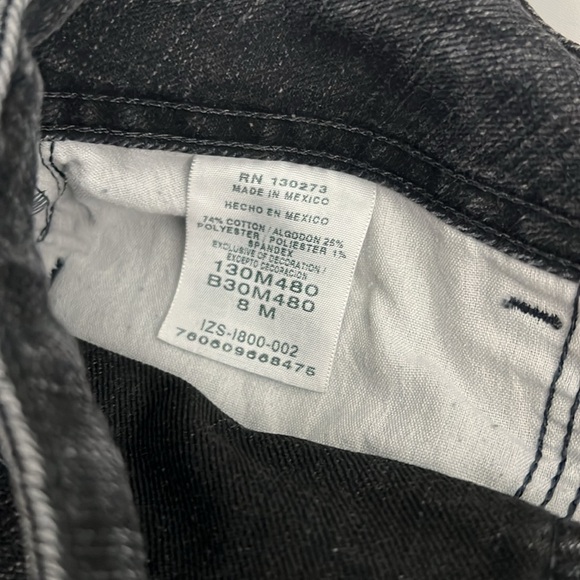 RN 130273
MADE IN MEXICO
HECHO EN MEXICO
74% COTTON / ALGODON 25%
POLYESTER / POLIESTER 1%
SPANDEX
EXCLUSIVE OF DECORATION /
EXCEPTO DECORACION
130M480
B30M480
8 M
IZS-I800-002
760609668475